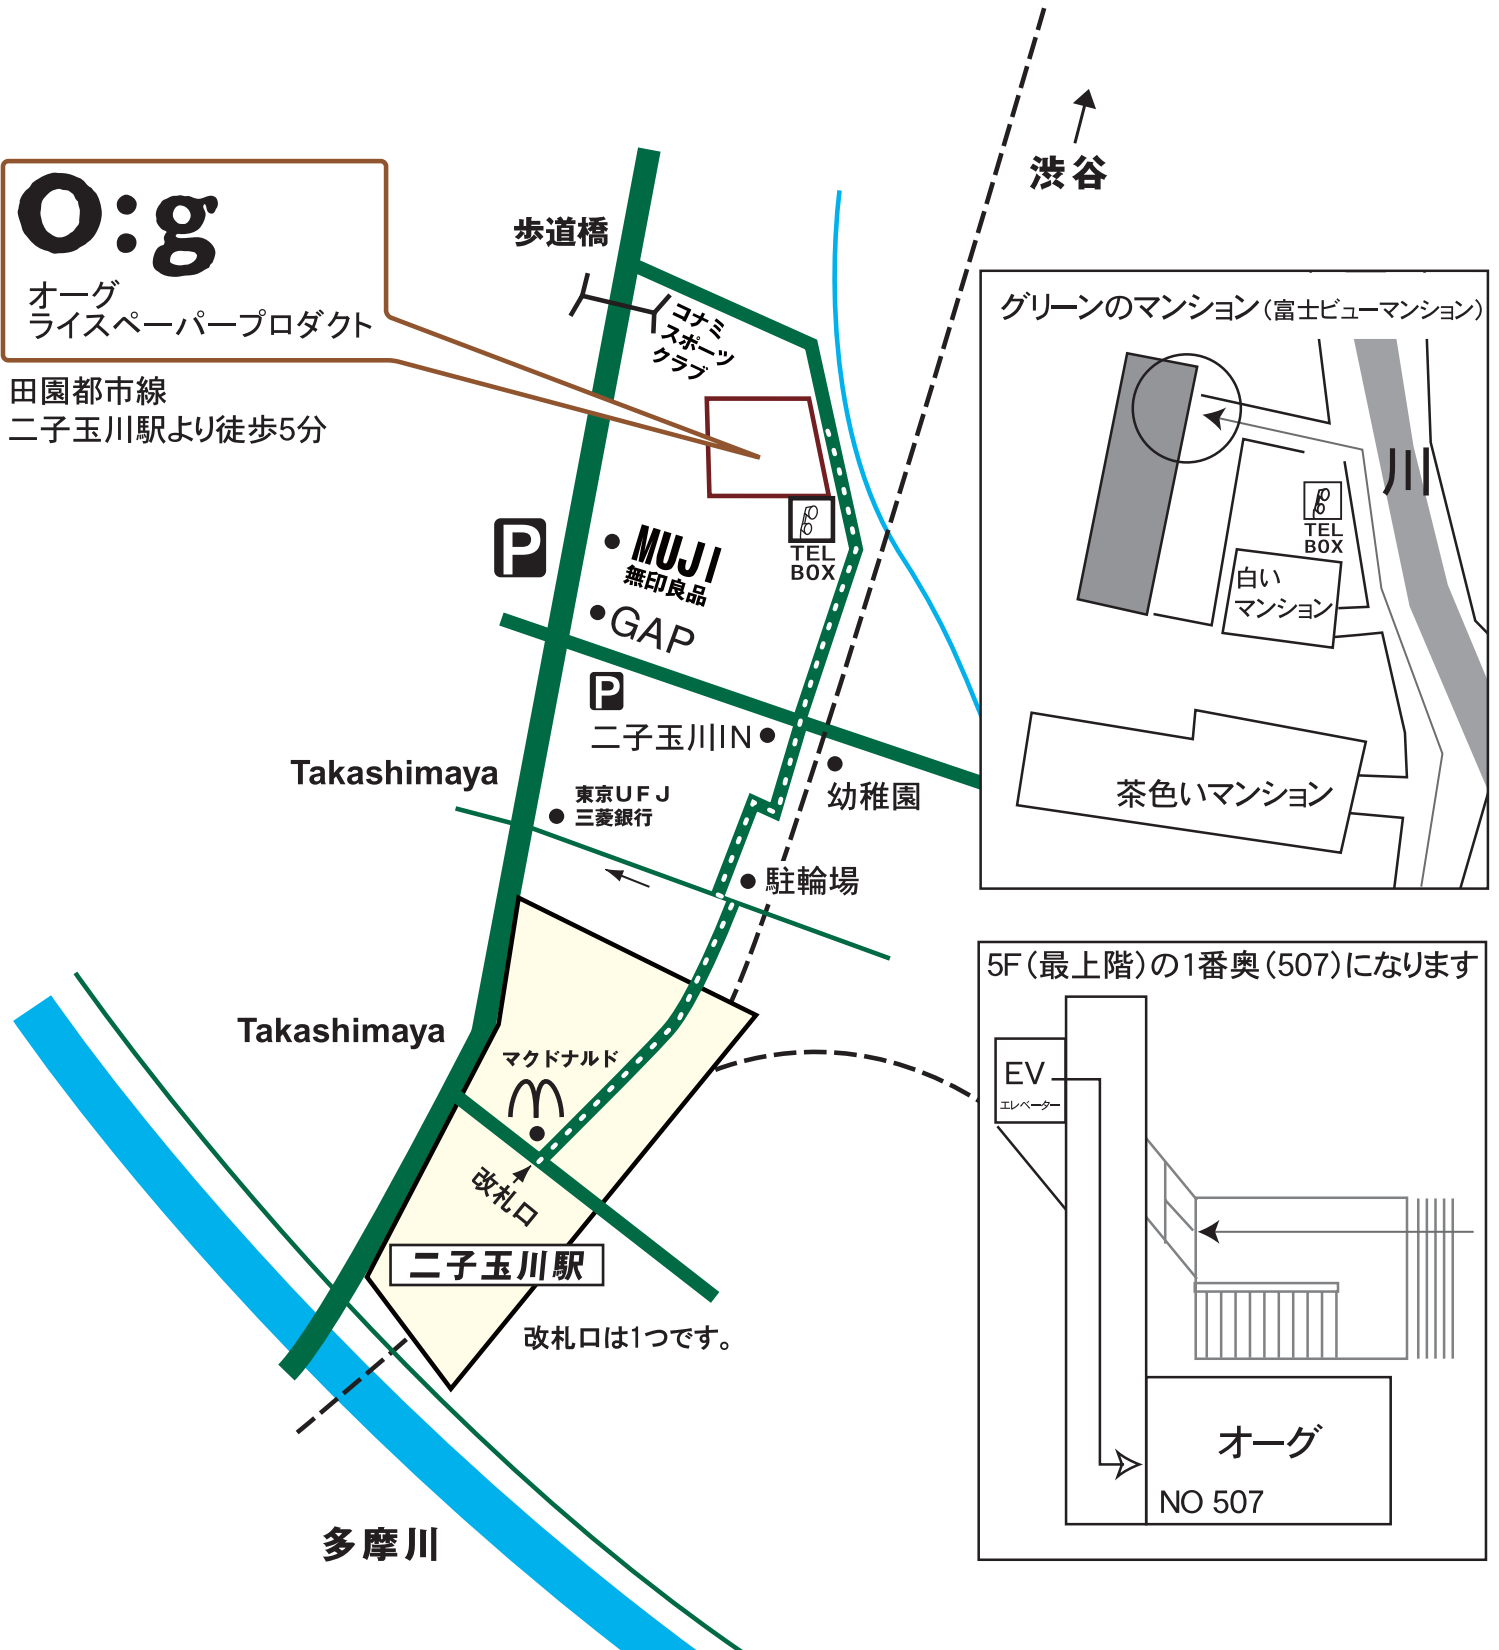 渋谷
O:g
オーグ
ライスペーパープロダクト
田園都市線
二子玉川駅より徒歩5分
歩道橋
コナミ
スポーツ
クラブ
P
MUJI
無印良品
TEL
BOX
GAP
P
二子玉川IN
Takashimaya
東京UFJ
三菱銀行
幼稚園
駐輪場
Takashimaya
マクドナルド
改札口
二子玉川駅
改札口は1つです。
多摩川
グリーンのマンション(富士ビューマンション)
川
TEL
BOX
白い
マンション
茶色いマンション
5F(最上階)の1番奥(507)になります
EV
エレベーター
オーグ
NO 507